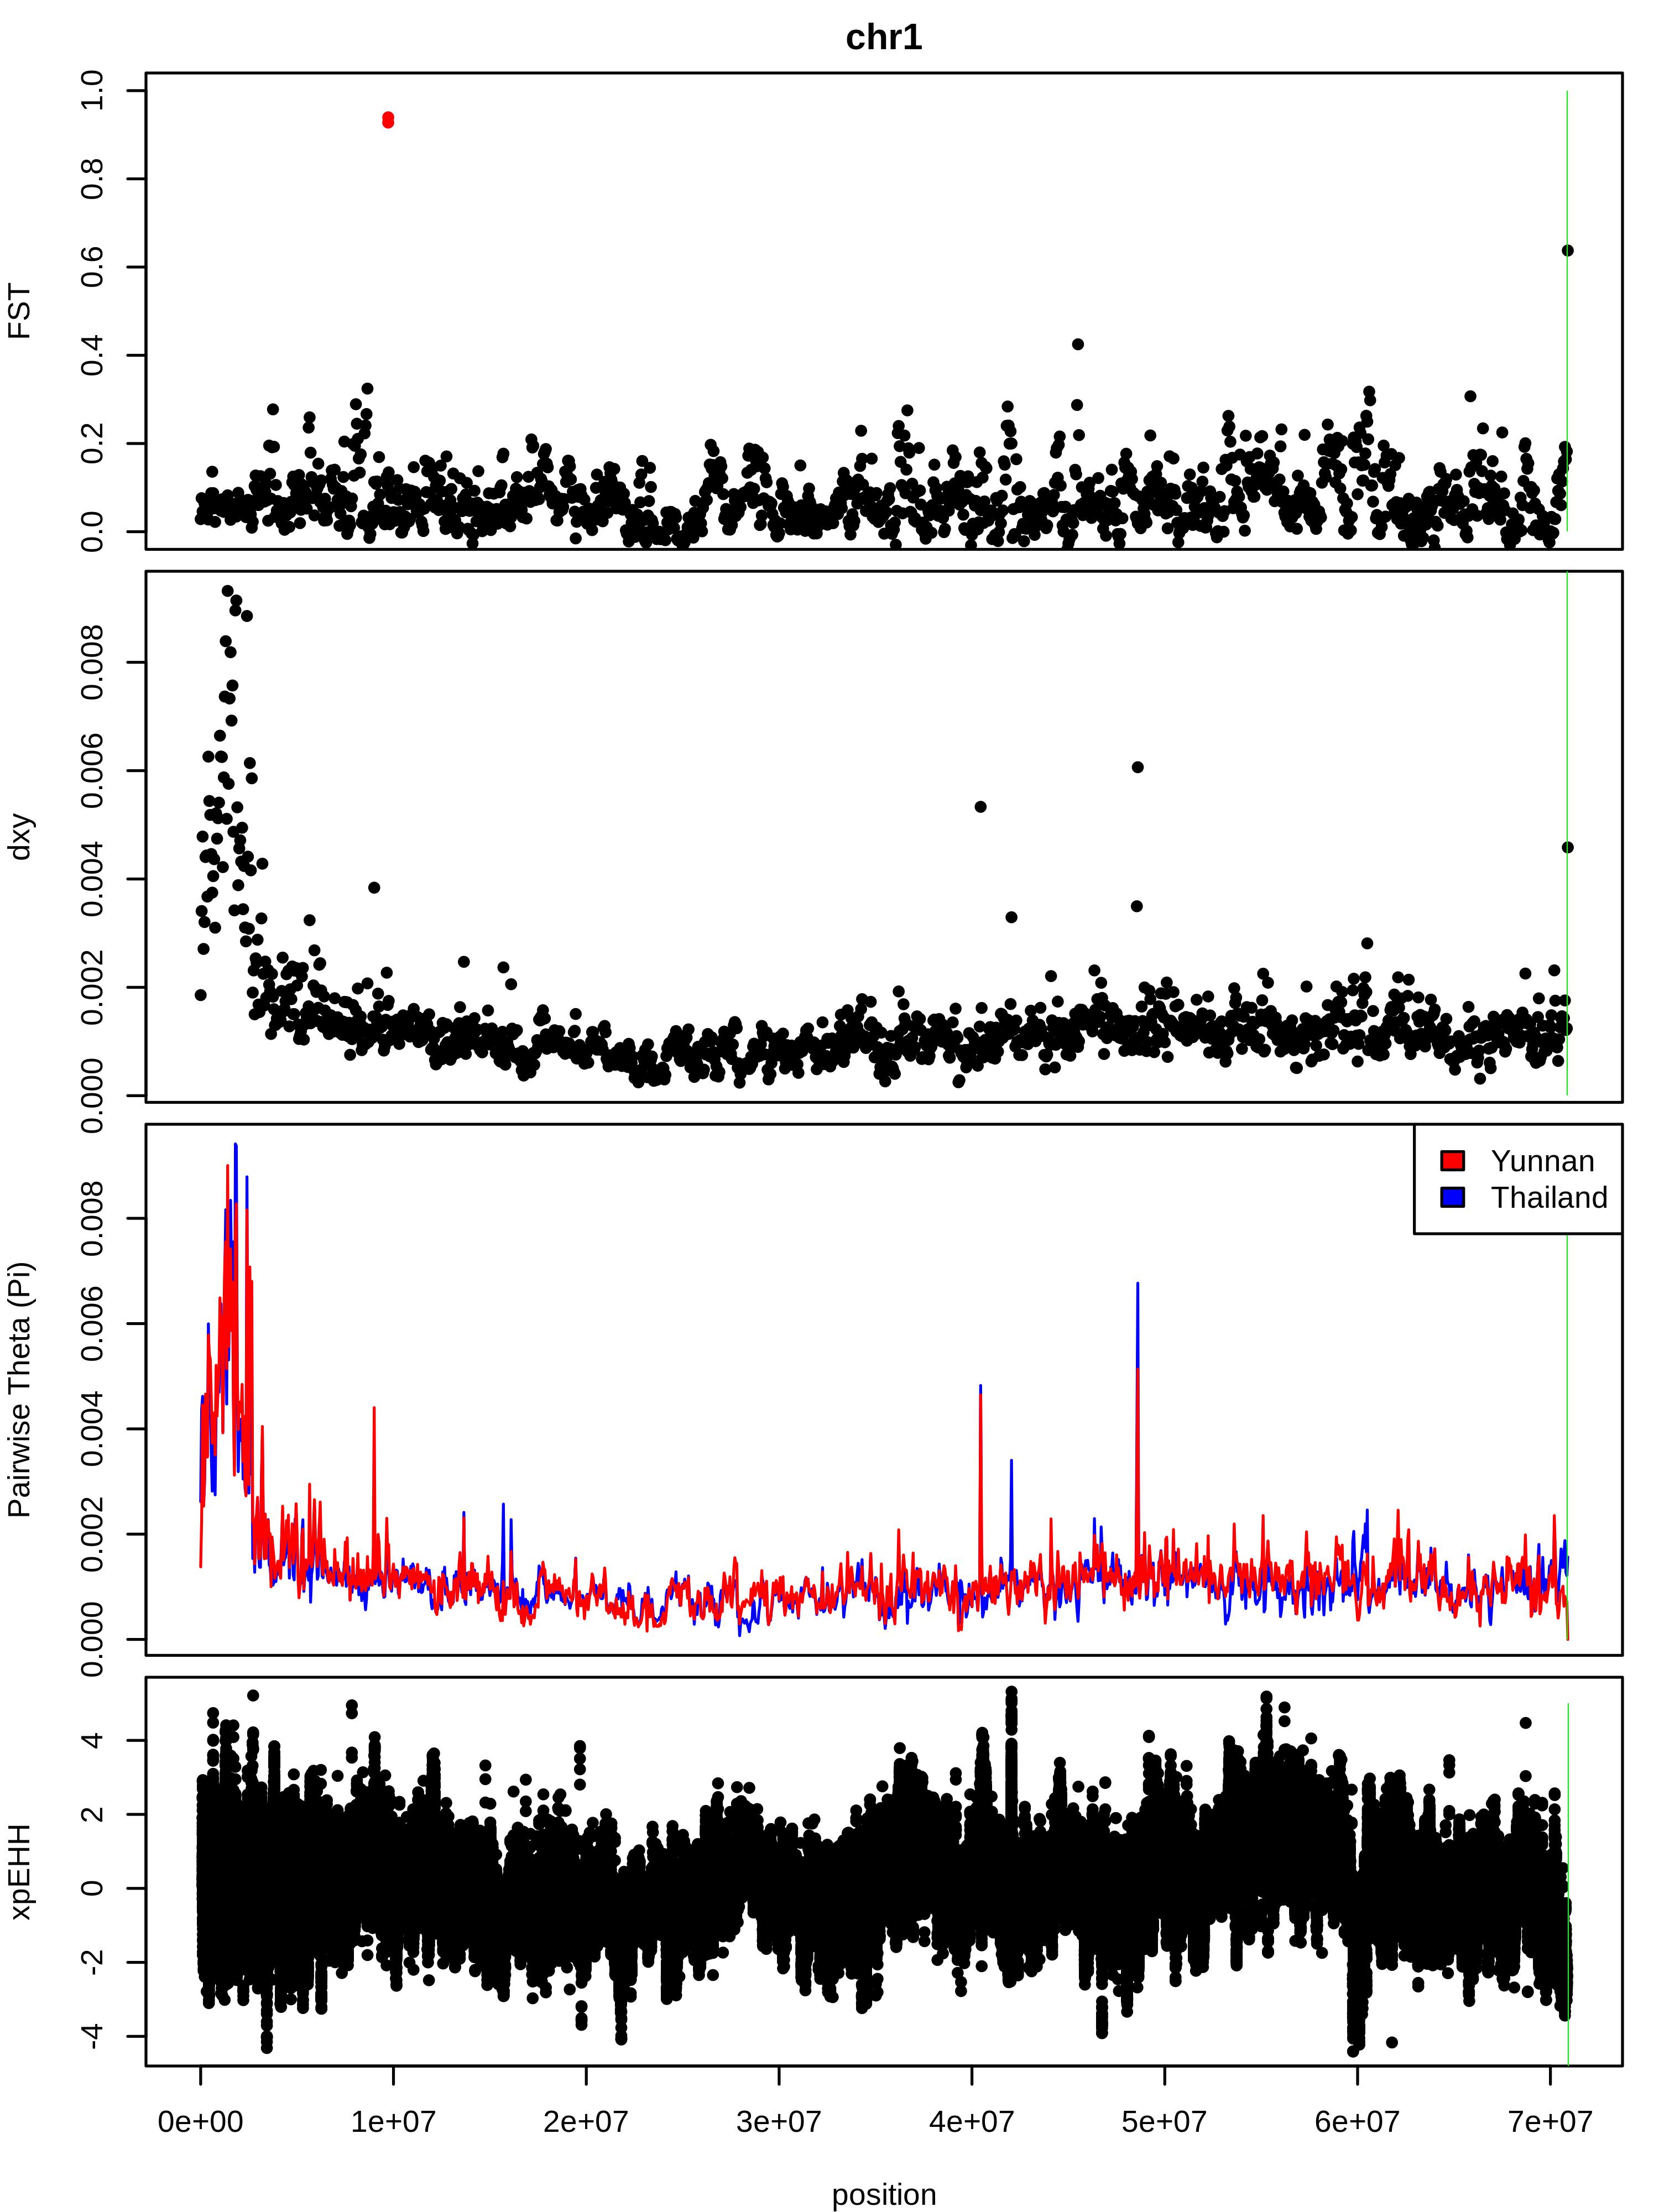 chr1
FST
0.0 0.2 0.4 0.6 0.8 1.0
dxy
0.000 0.002 0.004 0.006 0.008
Pairwise Theta (Pi)
0.000 0.002 0.004 0.006 0.008
Yunnan
Thailand
xpEHH
-4 -2 0 2 4
0e+00 1e+07 2e+07 3e+07 4e+07 5e+07 6e+07 7e+07
position